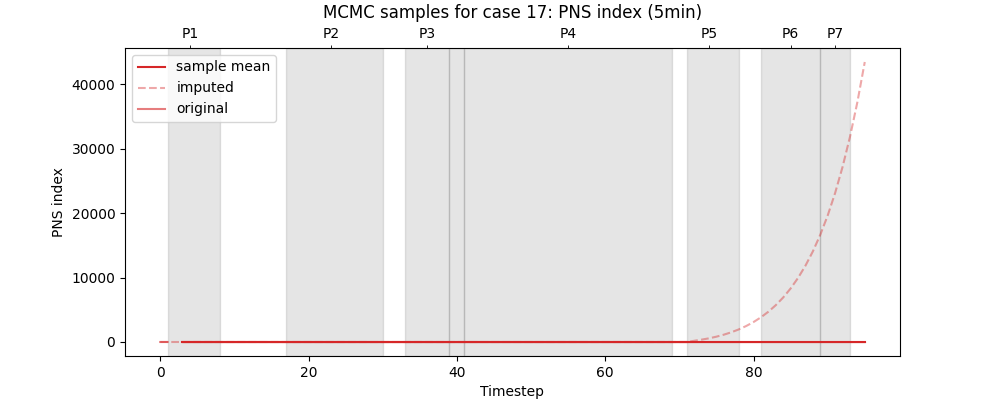 MCMC samples for case 17: PNS index (5min)
P1 P2 P3 P4 P5 P6 P7
sample mean
imputed
original
PNS index
40000
30000
20000
10000
0
0 20 40 60 80
Timestep